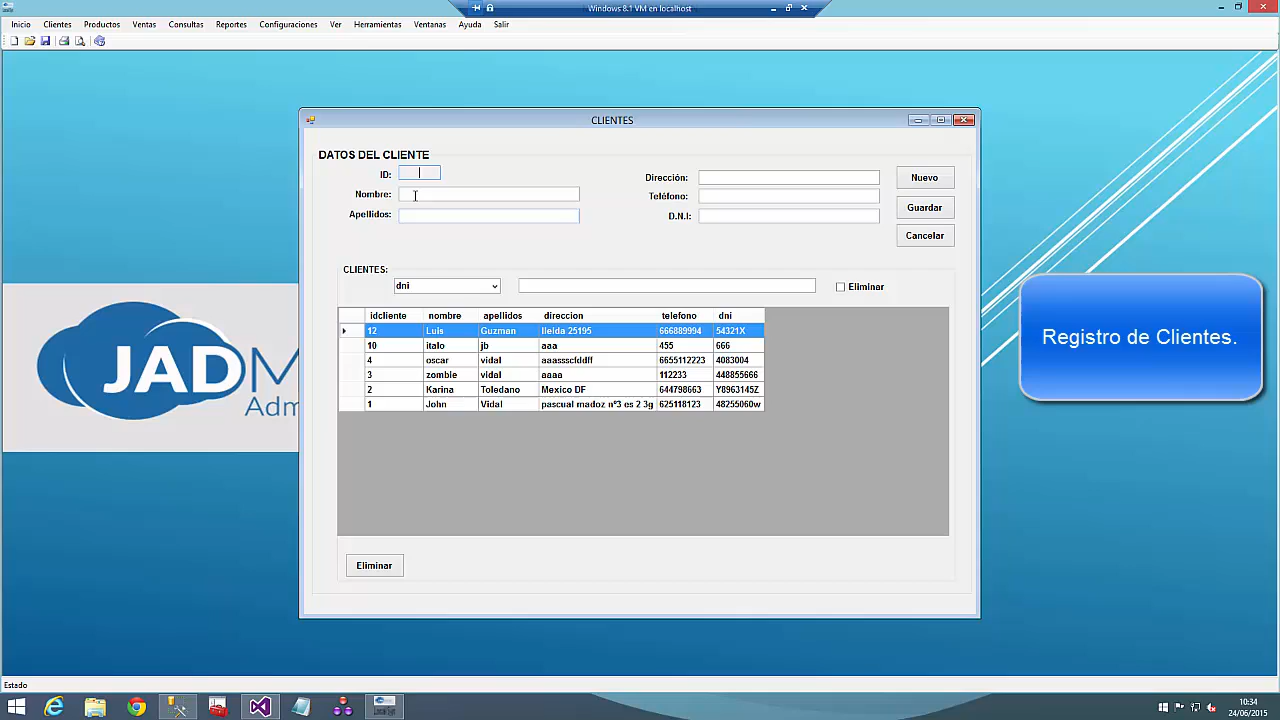 Windows 8.1 VM en localhost
Inicio Clientes Productos Ventas Consultas Reportes Configuraciones Ver Herramientas Ventanas Ayuda Salir
CLIENTES
DATOS DEL CLIENTE
ID:
Nombre:
Apellidos:
Dirección:
Teléfono:
D.N.I:
Nuevo
Guardar
Cancelar
CLIENTES:
dni
Eliminar
idcliente nombre apellidos direccion telefono dni
12 Luis Guzman lleida 25195 666889994 54321X
10 italo jb aaa 455 666
4 oscar vidal aaassscfddff 6655112223 4083004
3 zombie vidal aaaa 112233 448855666
2 Karina Toledano Mexico DF 644798663 Y8963145Z
1 John Vidal pascual madoz nº3 es 2 3g 625118123 48255060w
Eliminar
JADM
Adm
Registro de Clientes.
Estado
10:34
24/06/2015